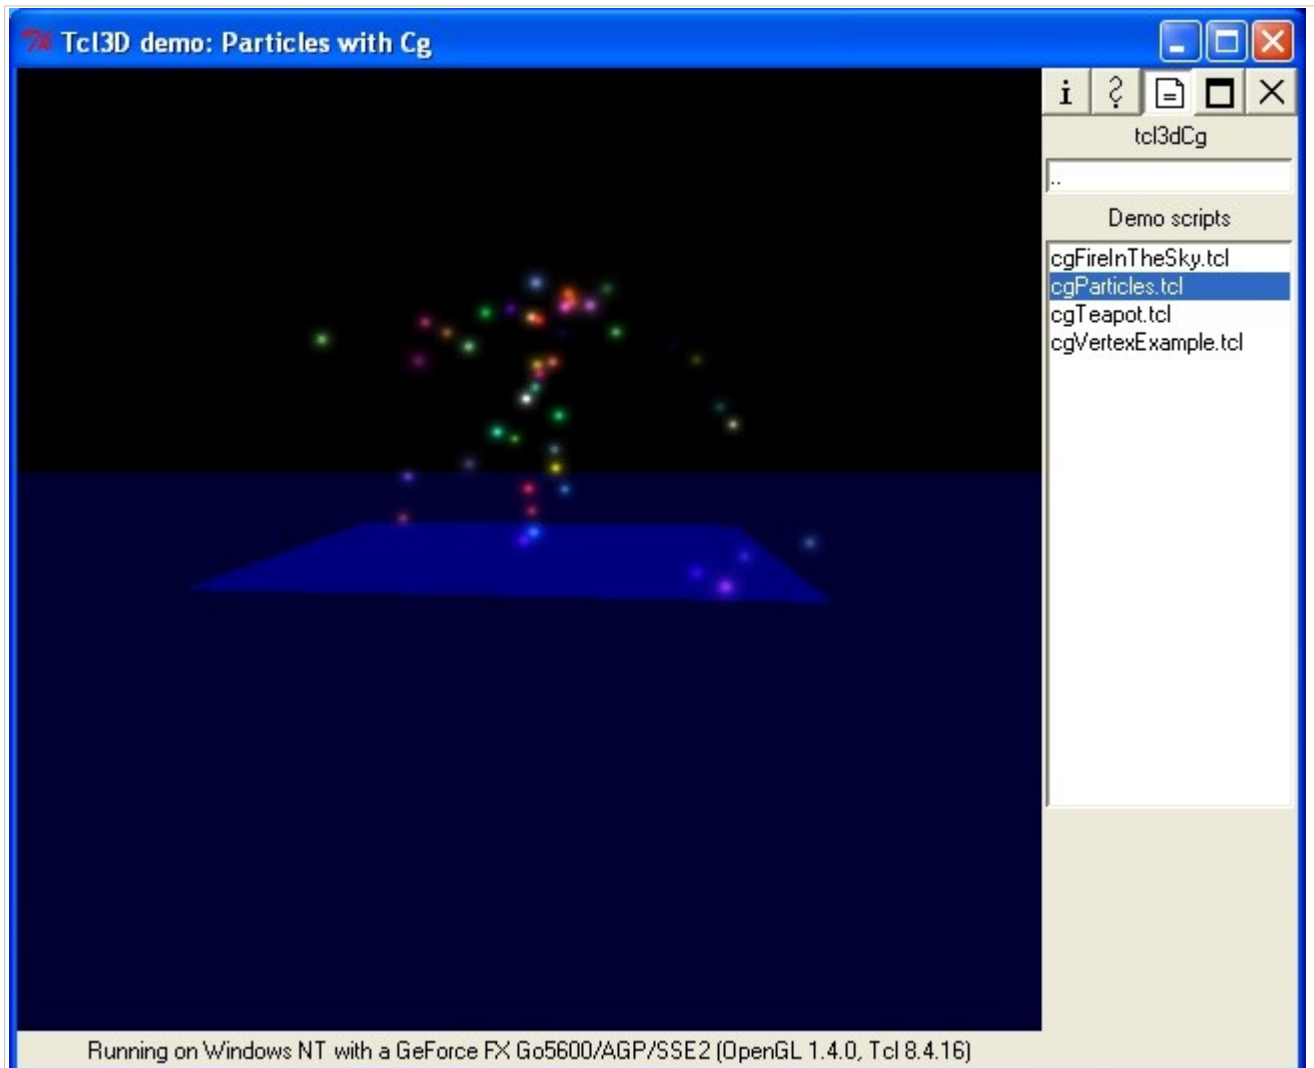 Tcl3D demo: Particles with Cg
i ?
tcl3dCg
..
Demo scripts
cgFireInTheSky.tcl
cgParticles.tcl
cgTeapot.tcl
cgVertexExample.tcl
Running on Windows NT with a GeForce FX Go5600/AGP/SSE2 (OpenGL 1.4.0, Tcl 8.4.16)